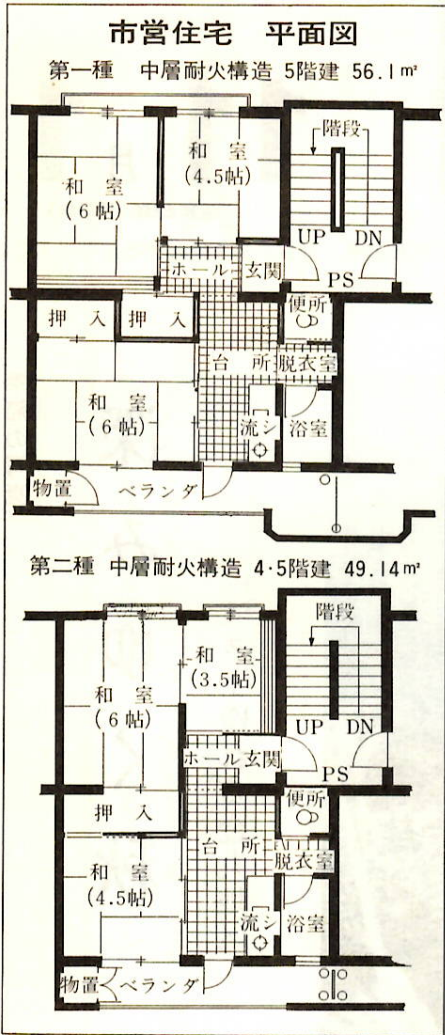 市営住宅 平面図
第一種 中層耐火構造 5階建 56.1㎡
階段
和室
(4.5帖)
和室
(6帖)
UP DN
ホール 玄関
PS
押入 押入
便所
台所 脱衣室
和室
(6帖)
流シ 浴室
物置 ベランダ
第二種 中層耐火構造 4·5階建 49.14㎡
階段
和室
(3.5帖)
和室
(6帖)
UP DN
ホール 玄関
PS
押入
便所
台所
脱衣室
和室
(4.5帖)
流シ 浴室
物置 ベランダ